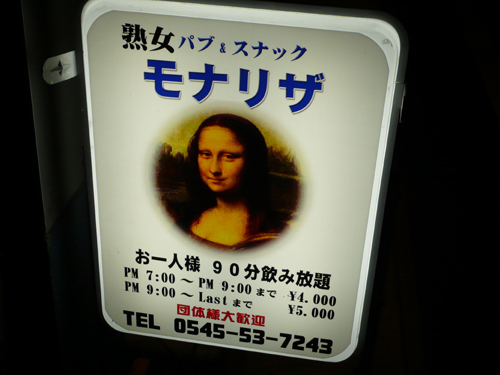 熟女パブ&スナック
モナリザ
お一人様 90分飲み放題
PM 7:00～PM 9:00まで ¥4.000
PM 9:00～Lastまで ¥5.000
団体様大歓迎
TEL 0545-53-7243